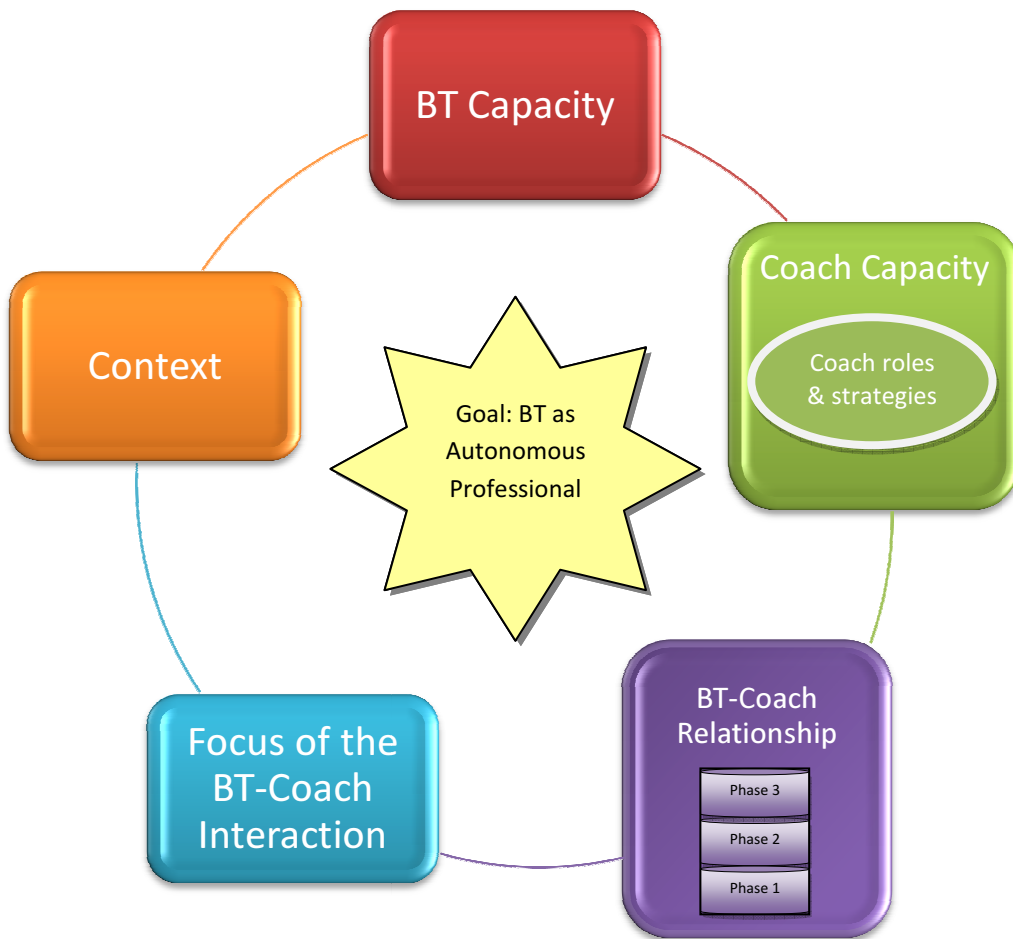 BT Capacity
Coach Capacity
Coach roles
& strategies
Context
Goal: BT as
Autonomous
Professional
BT-Coach
Relationship
Phase 3
Phase 2
Phase 1
Focus of the
BT-Coach
Interaction